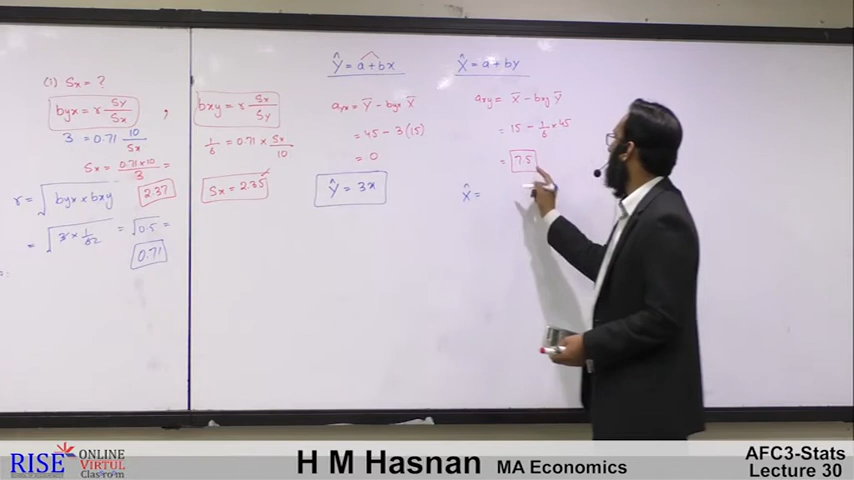 (1) Sx = ?
byx = r Sy/Sx ,
3 = 0.71 10/Sx
Sx = 0.71 x 10 / 3 =
2.37
r = √ byx x bxy
= √ 3 x 1/62 = √0.5 =
0.71
bxy = r Sx/Sy
1/6 = 0.71 x Sx/10
Sx = 2.35 ✓
Ŷ = a + bx
ayx = Y̅ - byx X̅
= 45 - 3(15)
= 0
Ŷ = 3x
X̂ = a + by
axy = X̅ - bxy Y̅
= 15 - 1/6 x 45
= 7.5
X̂ =
RISE ONLINE VIRTUL Classroom
H M Hasnan MA Economics
AFC3-Stats
Lecture 30